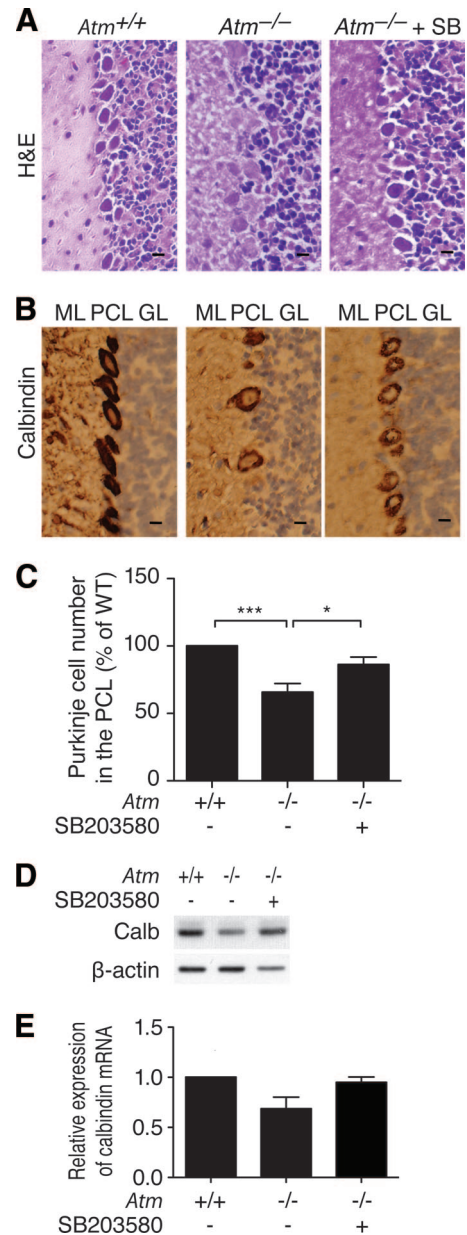 A
Atm+/+ Atm−/− Atm−/− + SB
H&E
B
ML PCL GL ML PCL GL ML PCL GL
Calbindin
C
Purkinje cell number
in the PCL (% of WT)
150
100
50
0
*** *
Atm +/+ -/- -/-
SB203580 - - +
D
Atm +/+ -/- -/-
SB203580 - - +
Calb
β-actin
E
Relative expression
of calbindin mRNA
1.5
1.0
0.5
0.0
Atm +/+ -/- -/-
SB203580 - - +